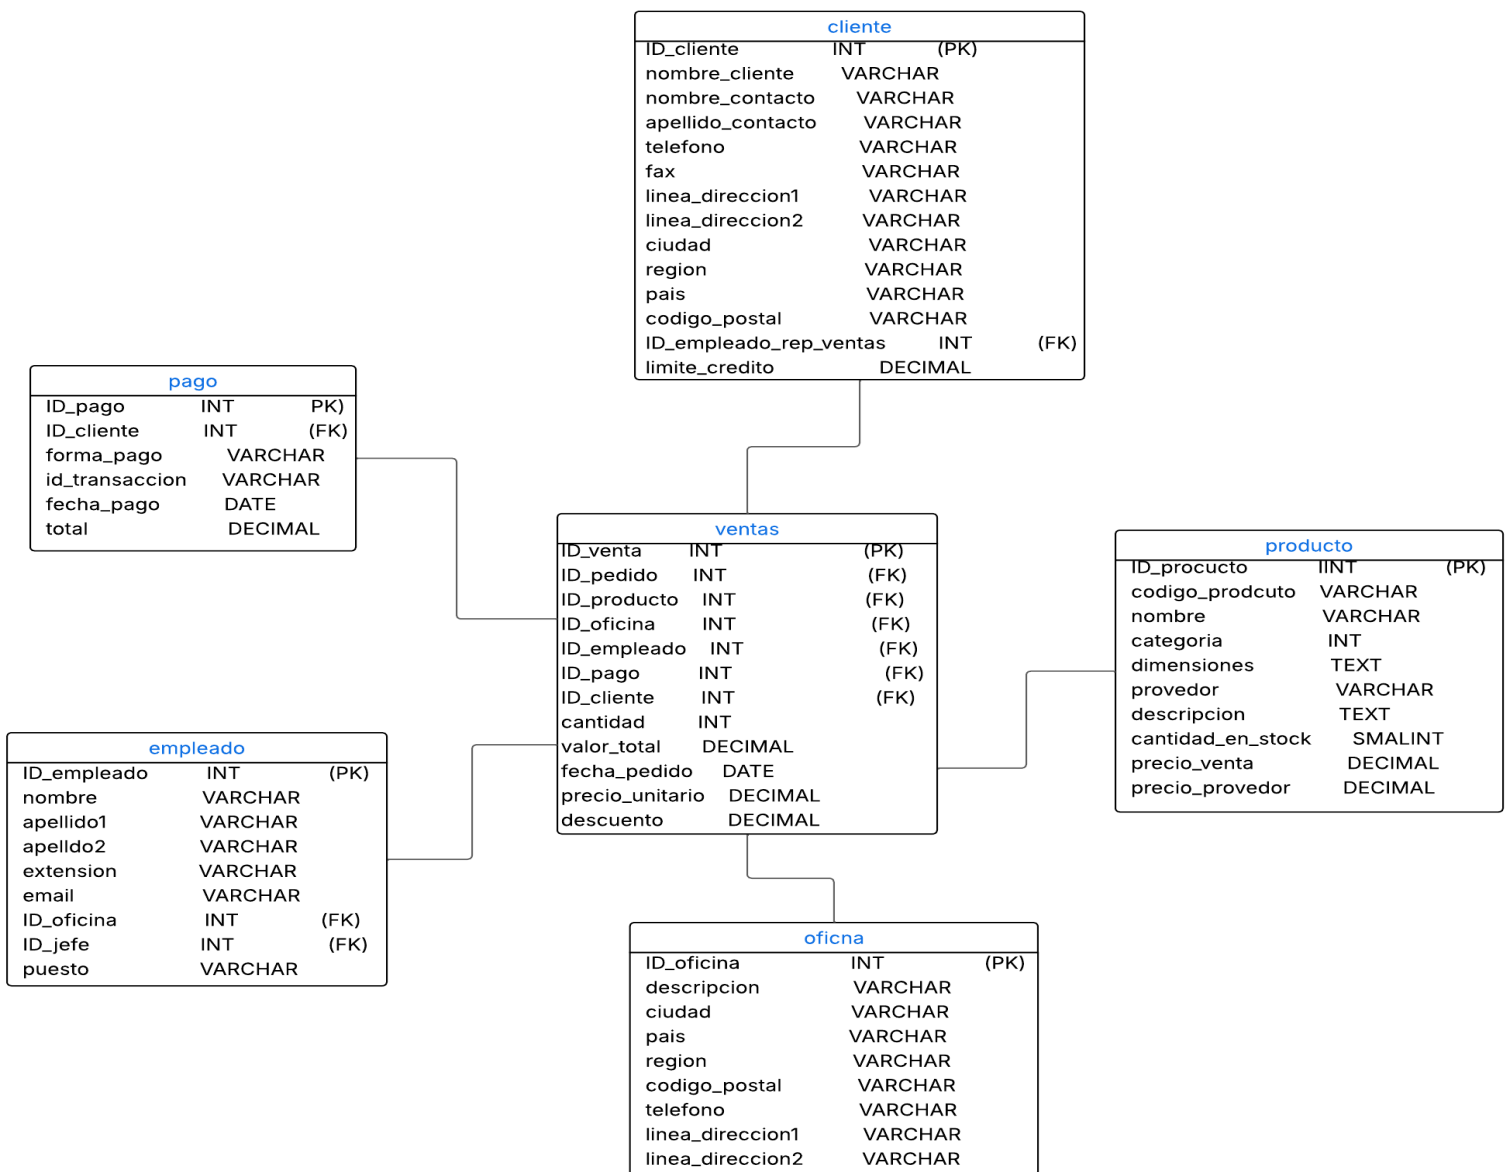 cliente
ID_cliente INT (PK)
nombre_cliente VARCHAR
nombre_contacto VARCHAR
apellido_contacto VARCHAR
telefono VARCHAR
fax VARCHAR
linea_direccion1 VARCHAR
linea_direccion2 VARCHAR
ciudad VARCHAR
region VARCHAR
pais VARCHAR
codigo_postal VARCHAR
ID_empleado_rep_ventas INT (FK)
limite_credito DECIMAL
pago
ID_pago INT PK)
ID_cliente INT (FK)
forma_pago VARCHAR
id_transaccion VARCHAR
fecha_pago DATE
total DECIMAL
ventas
ID_venta INT (PK)
ID_pedido INT (FK)
ID_producto INT (FK)
ID_oficina INT (FK)
ID_empleado INT (FK)
ID_pago INT (FK)
ID_cliente INT (FK)
cantidad INT
valor_total DECIMAL
fecha_pedido DATE
precio_unitario DECIMAL
descuento DECIMAL
producto
ID_procucto IINT (PK)
codigo_prodcuto VARCHAR
nombre VARCHAR
categoria INT
dimensiones TEXT
provedor VARCHAR
descripcion TEXT
cantidad_en_stock SMALINT
precio_venta DECIMAL
precio_provedor DECIMAL
empleado
ID_empleado INT (PK)
nombre VARCHAR
apellido1 VARCHAR
apelldo2 VARCHAR
extension VARCHAR
email VARCHAR
ID_oficina INT (FK)
ID_jefe INT (FK)
puesto VARCHAR
oficna
ID_oficina INT (PK)
descripcion VARCHAR
ciudad VARCHAR
pais VARCHAR
region VARCHAR
codigo_postal VARCHAR
telefono VARCHAR
linea_direccion1 VARCHAR
linea_direccion2 VARCHAR